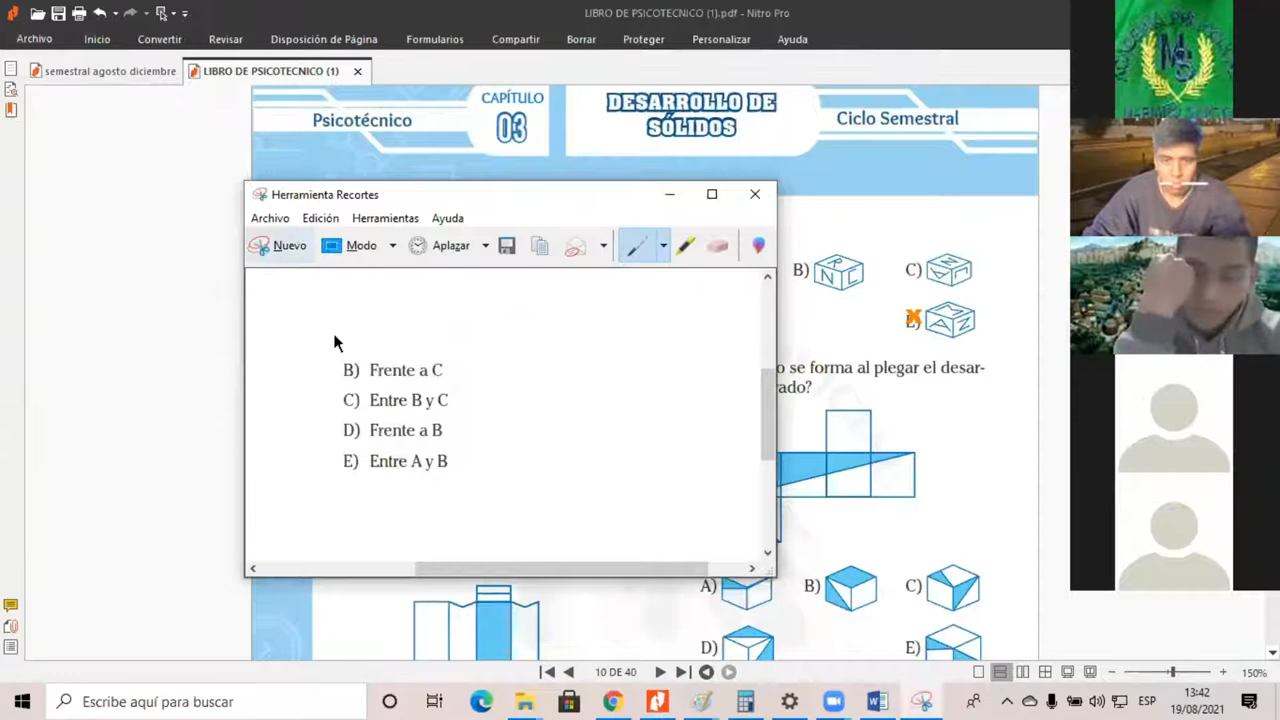 LIBRO DE PSICOTECNICO (1).pdf - Nitro Pro
Archivo Inicio Convertir Revisar Disposición de Página Formularios Compartir Borrar Proteger Personalizar Ayuda
semestral agosto diciembre
LIBRO DE PSICOTECNICO (1)
Psicotécnico
CAPÍTULO
03
DESARROLLO DE
SÓLIDOS
Ciclo Semestral
Herramienta Recortes
Archivo Edición Herramientas Ayuda
Nuevo Modo Aplazar
B) Frente a C
C) Entre B y C
D) Frente a B
E) Entre A y B
B) R N L
C)
E)
o se forma al plegar el desar-
ado?
A) B) C)
D) E)
10 DE 40
150%
Escribe aquí para buscar
ESP
13:42
19/08/2021